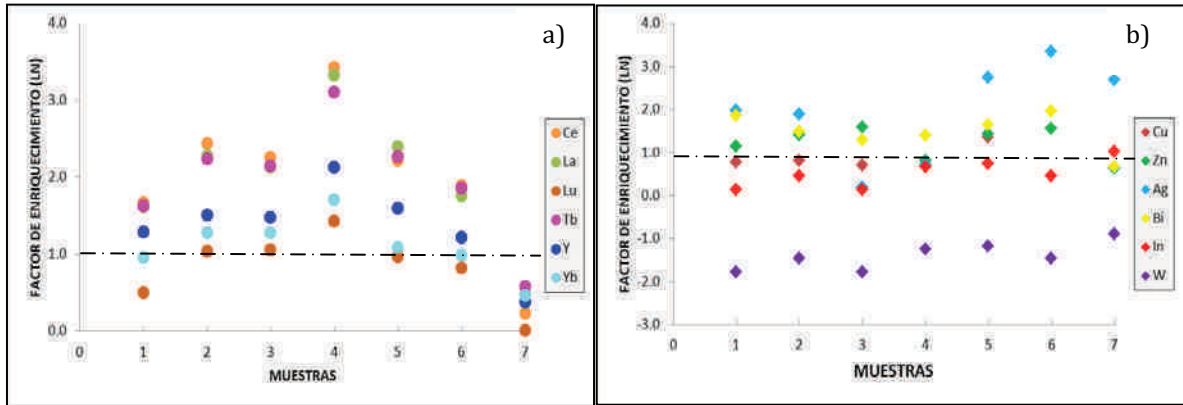 a)
FACTOR DE ENRIQUECIMIENTO (LN)
4.0
3.0
2.0
1.0
0.0
0 1 2 3 4 5 6 7
MUESTRAS
Ce
La
Lu
Tb
Y
Yb
b)
FACTOR DE ENRIQUECIMIENTO (LN)
4.0
3.0
2.0
1.0
0.0
-1.0
-2.0
-3.0
0 1 2 3 4 5 6 7
MUESTRAS
Cu
Zn
Ag
Bi
In
W